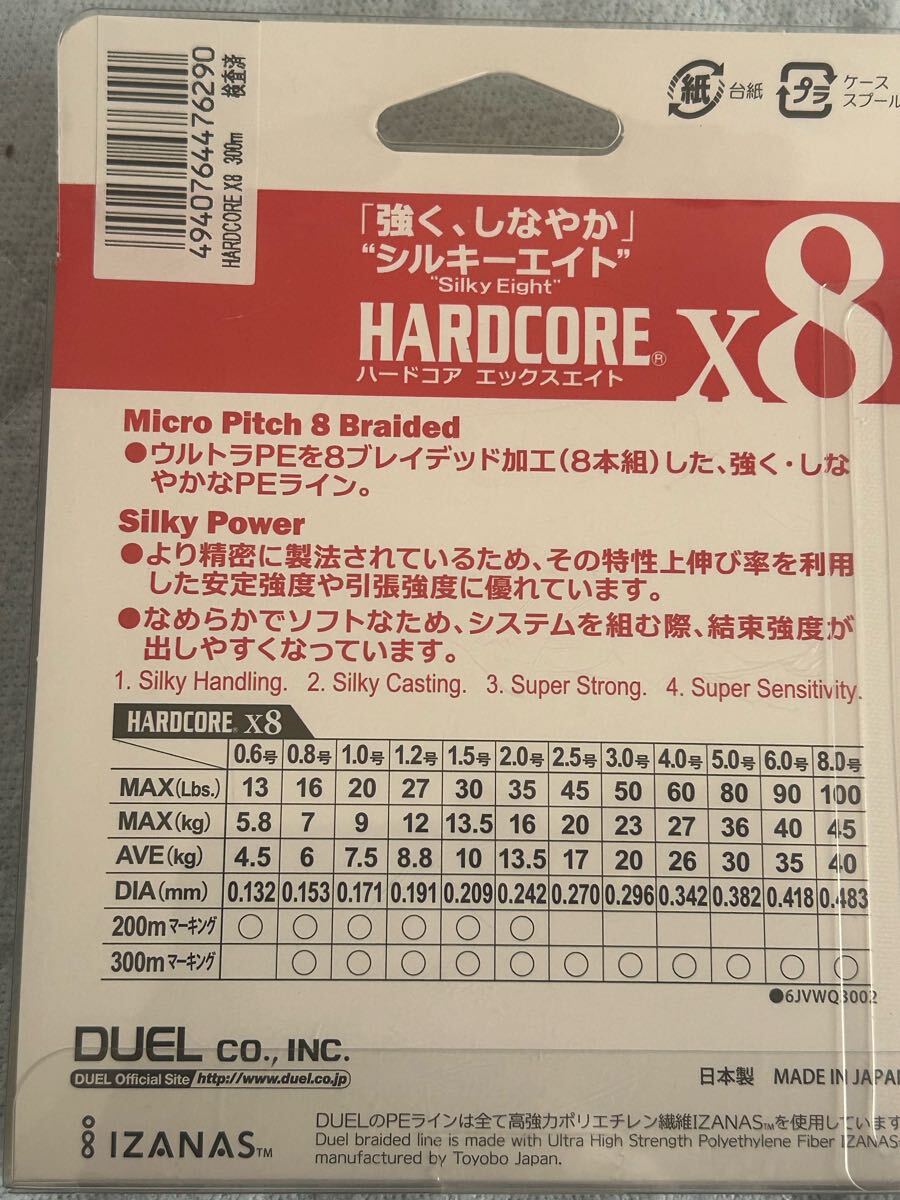 4940764476290
HARDCORE X8 300m
検査済
紙
台紙
プラ
ケース
スプール
「強く、しなやか」
“シルキーエイト”
"Silky Eight"
HARDCORE® X8
ハードコア エックスエイト
Micro Pitch 8 Braided
●ウルトラPEを8ブレイデッド加工(8本組)した、強く・しな
やかなPEライン。
Silky Power
●より精密に製法されているため、その特性上伸び率を利用
した安定強度や引張強度に優れています。
●なめらかでソフトなため、システムを組む際、結束強度が
出しやすくなっています。
1. Silky Handling. 2. Silky Casting. 3. Super Strong. 4. Super Sensitivity.
HARDCORE® X8
0.6号 0.8号 1.0号 1.2号 1.5号 2.0号 2.5号 3.0号 4.0号 5.0号 6.0号 8.0号
MAX(Lbs.) 13 16 20 27 30 35 45 50 60 80 90 100
MAX(kg) 5.8 7 9 12 13.5 16 20 23 27 36 40 45
AVE(kg) 4.5 6 7.5 8.8 10 13.5 17 20 26 30 35 40
DIA(mm) 0.132 0.153 0.171 0.191 0.209 0.242 0.270 0.296 0.342 0.382 0.418 0.483
200mマーキング ○ ○ ○ ○ ○ ○
300mマーキング ○ ○ ○ ○ ○ ○ ○ ○ ○ ○ ○
●6JVWQ3002
DUEL CO., INC.
DUEL Official Site http://www.duel.co.jp
日本製 MADE IN JAPAN
IZANAS™
DUELのPEラインは全て高強力ポリエチレン繊維IZANAS™を使用しています
Duel braided line is made with Ultra High Strength Polyethylene Fiber IZANAS
manufactured by Toyobo Japan.